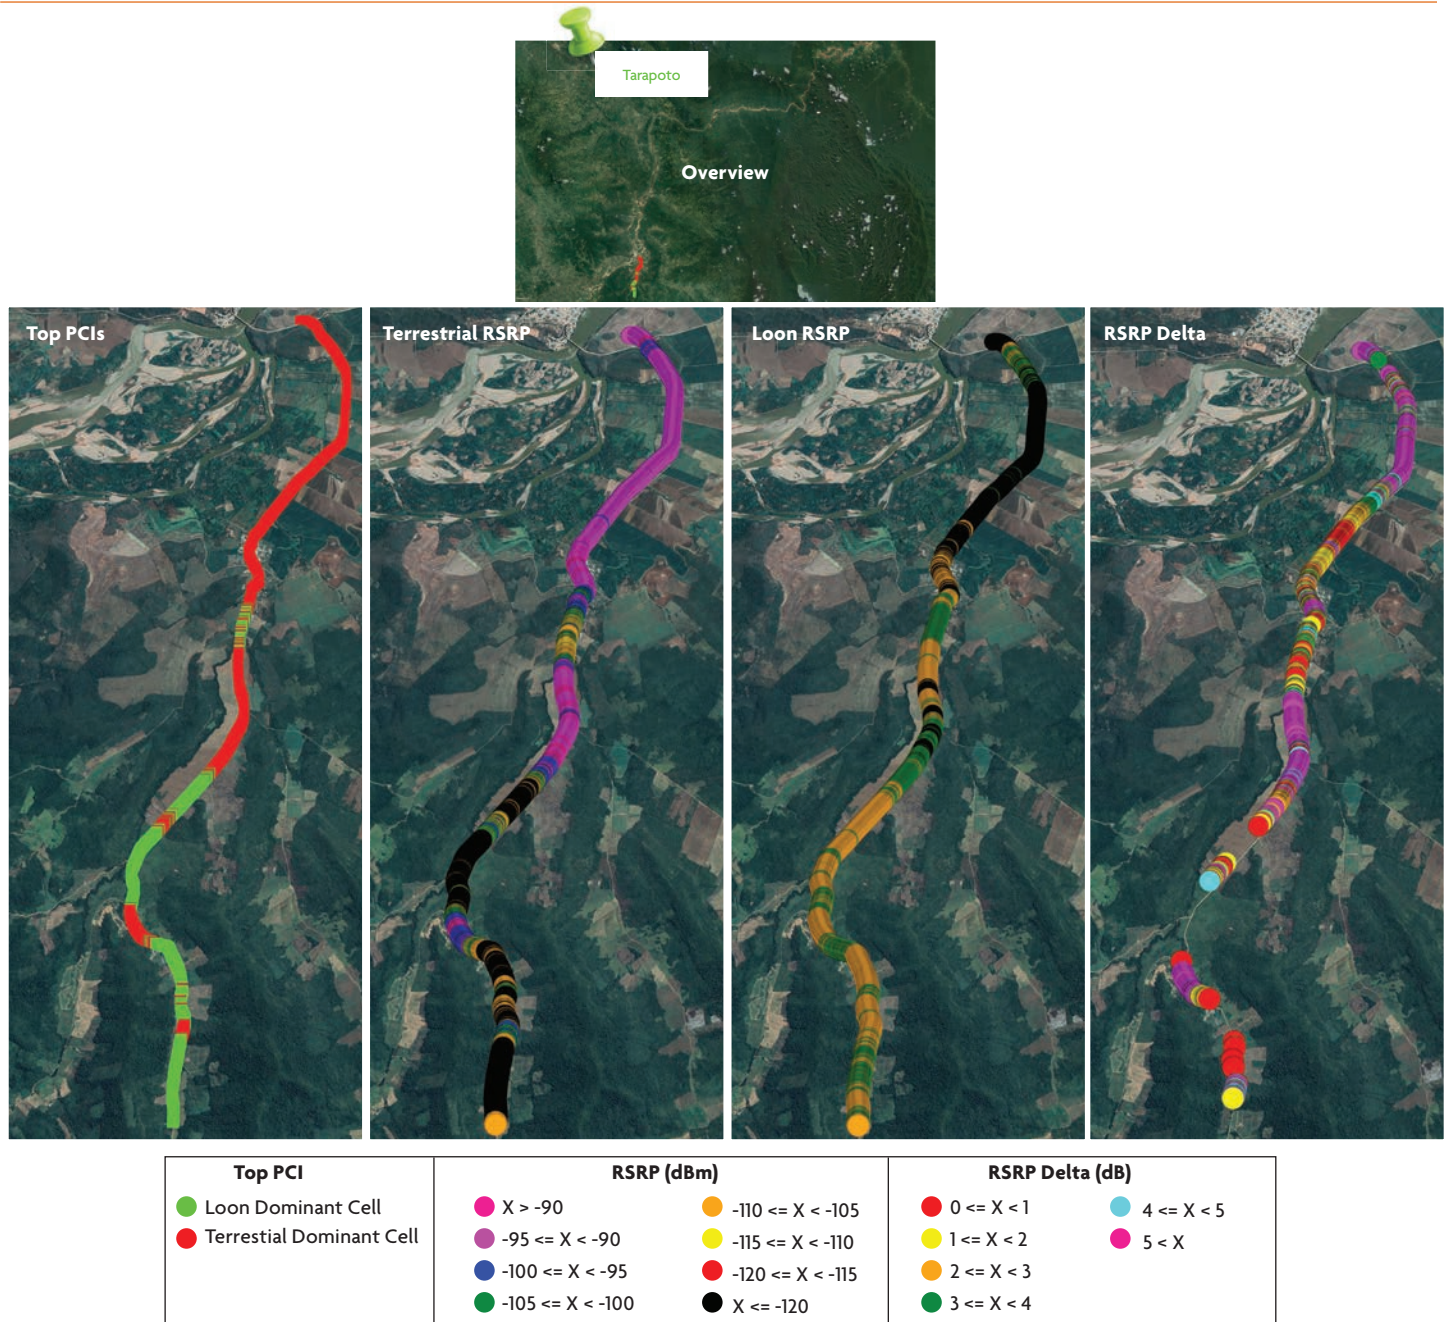 Tarapoto
Overview
Top PCIs
Terrestrial RSRP
Loon RSRP
RSRP Delta
Top PCI
Loon Dominant Cell
Terrestial Dominant Cell
RSRP (dBm)
X > -90
-95 <= X < -90
-100 <= X < -95
-105 <= X < -100
-110 <= X < -105
-115 <= X < -110
-120 <= X < -115
X <= -120
RSRP Delta (dB)
0 <= X < 1
1 <= X < 2
2 <= X < 3
3 <= X < 4
4 <= X < 5
5 < X